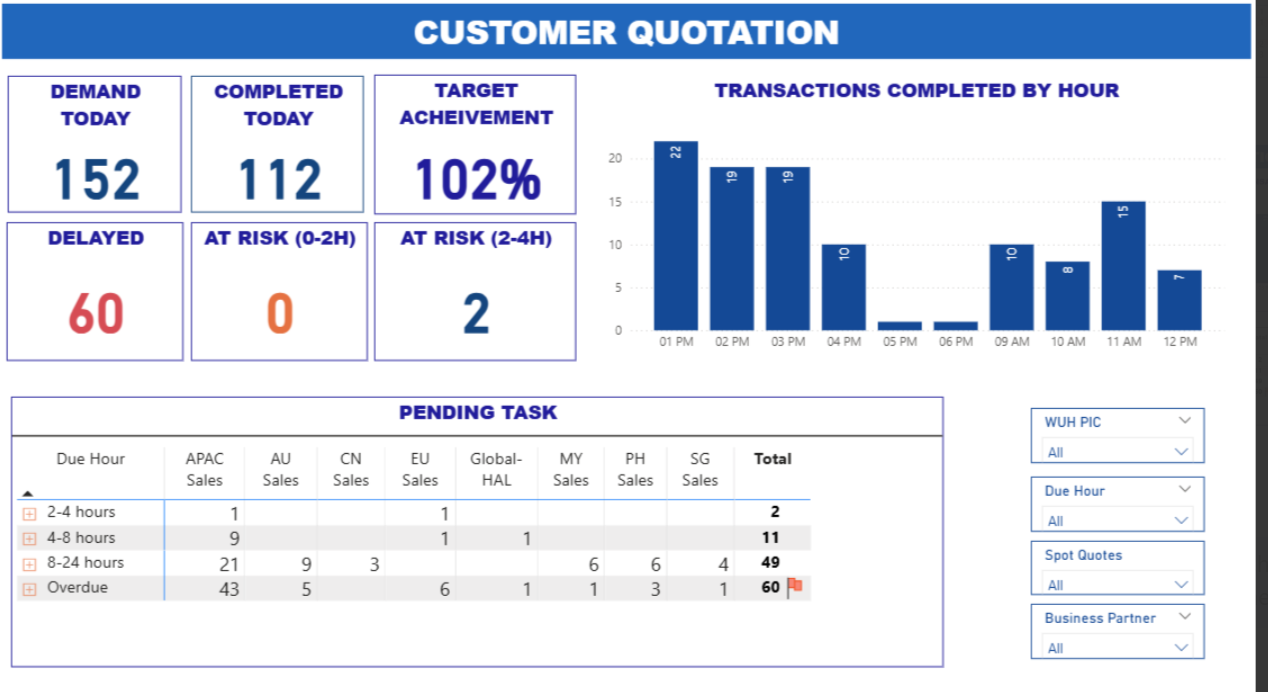 CUSTOMER QUOTATION
DEMAND
TODAY
152
COMPLETED
TODAY
112
TARGET
ACHEIVEMENT
102%
DELAYED
60
AT RISK (0-2H)
0
AT RISK (2-4H)
2
TRANSACTIONS COMPLETED BY HOUR
20
15
10
5
0
22
19
19
10
10
8
15
7
01 PM 02 PM 03 PM 04 PM 05 PM 06 PM 09 AM 10 AM 11 AM 12 PM
PENDING TASK
Due Hour APAC AU CN EU Global- MY PH SG Total
Sales Sales Sales Sales HAL Sales Sales Sales
2-4 hours 1 1 2
4-8 hours 9 1 1 11
8-24 hours 21 9 3 6 6 4 49
Overdue 43 5 6 1 1 3 1 60
WUH PIC
All
Due Hour
All
Spot Quotes
All
Business Partner
All